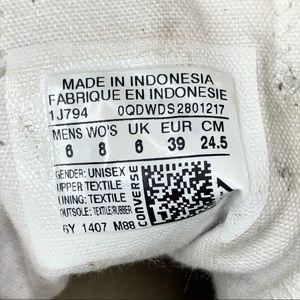 MADE IN INDONESIA
FABRIQUE EN INDONESIE
1J794 0QDWDS2801217
MENS WO'S UK EUR CM
6 8 6 39 24.5
GENDER: UNISEX
UPPER: TEXTILE
LINING: TEXTILE
OUTSOLE: TEXTILE/RUBBER
6Y 1407 M88
CONVERSE